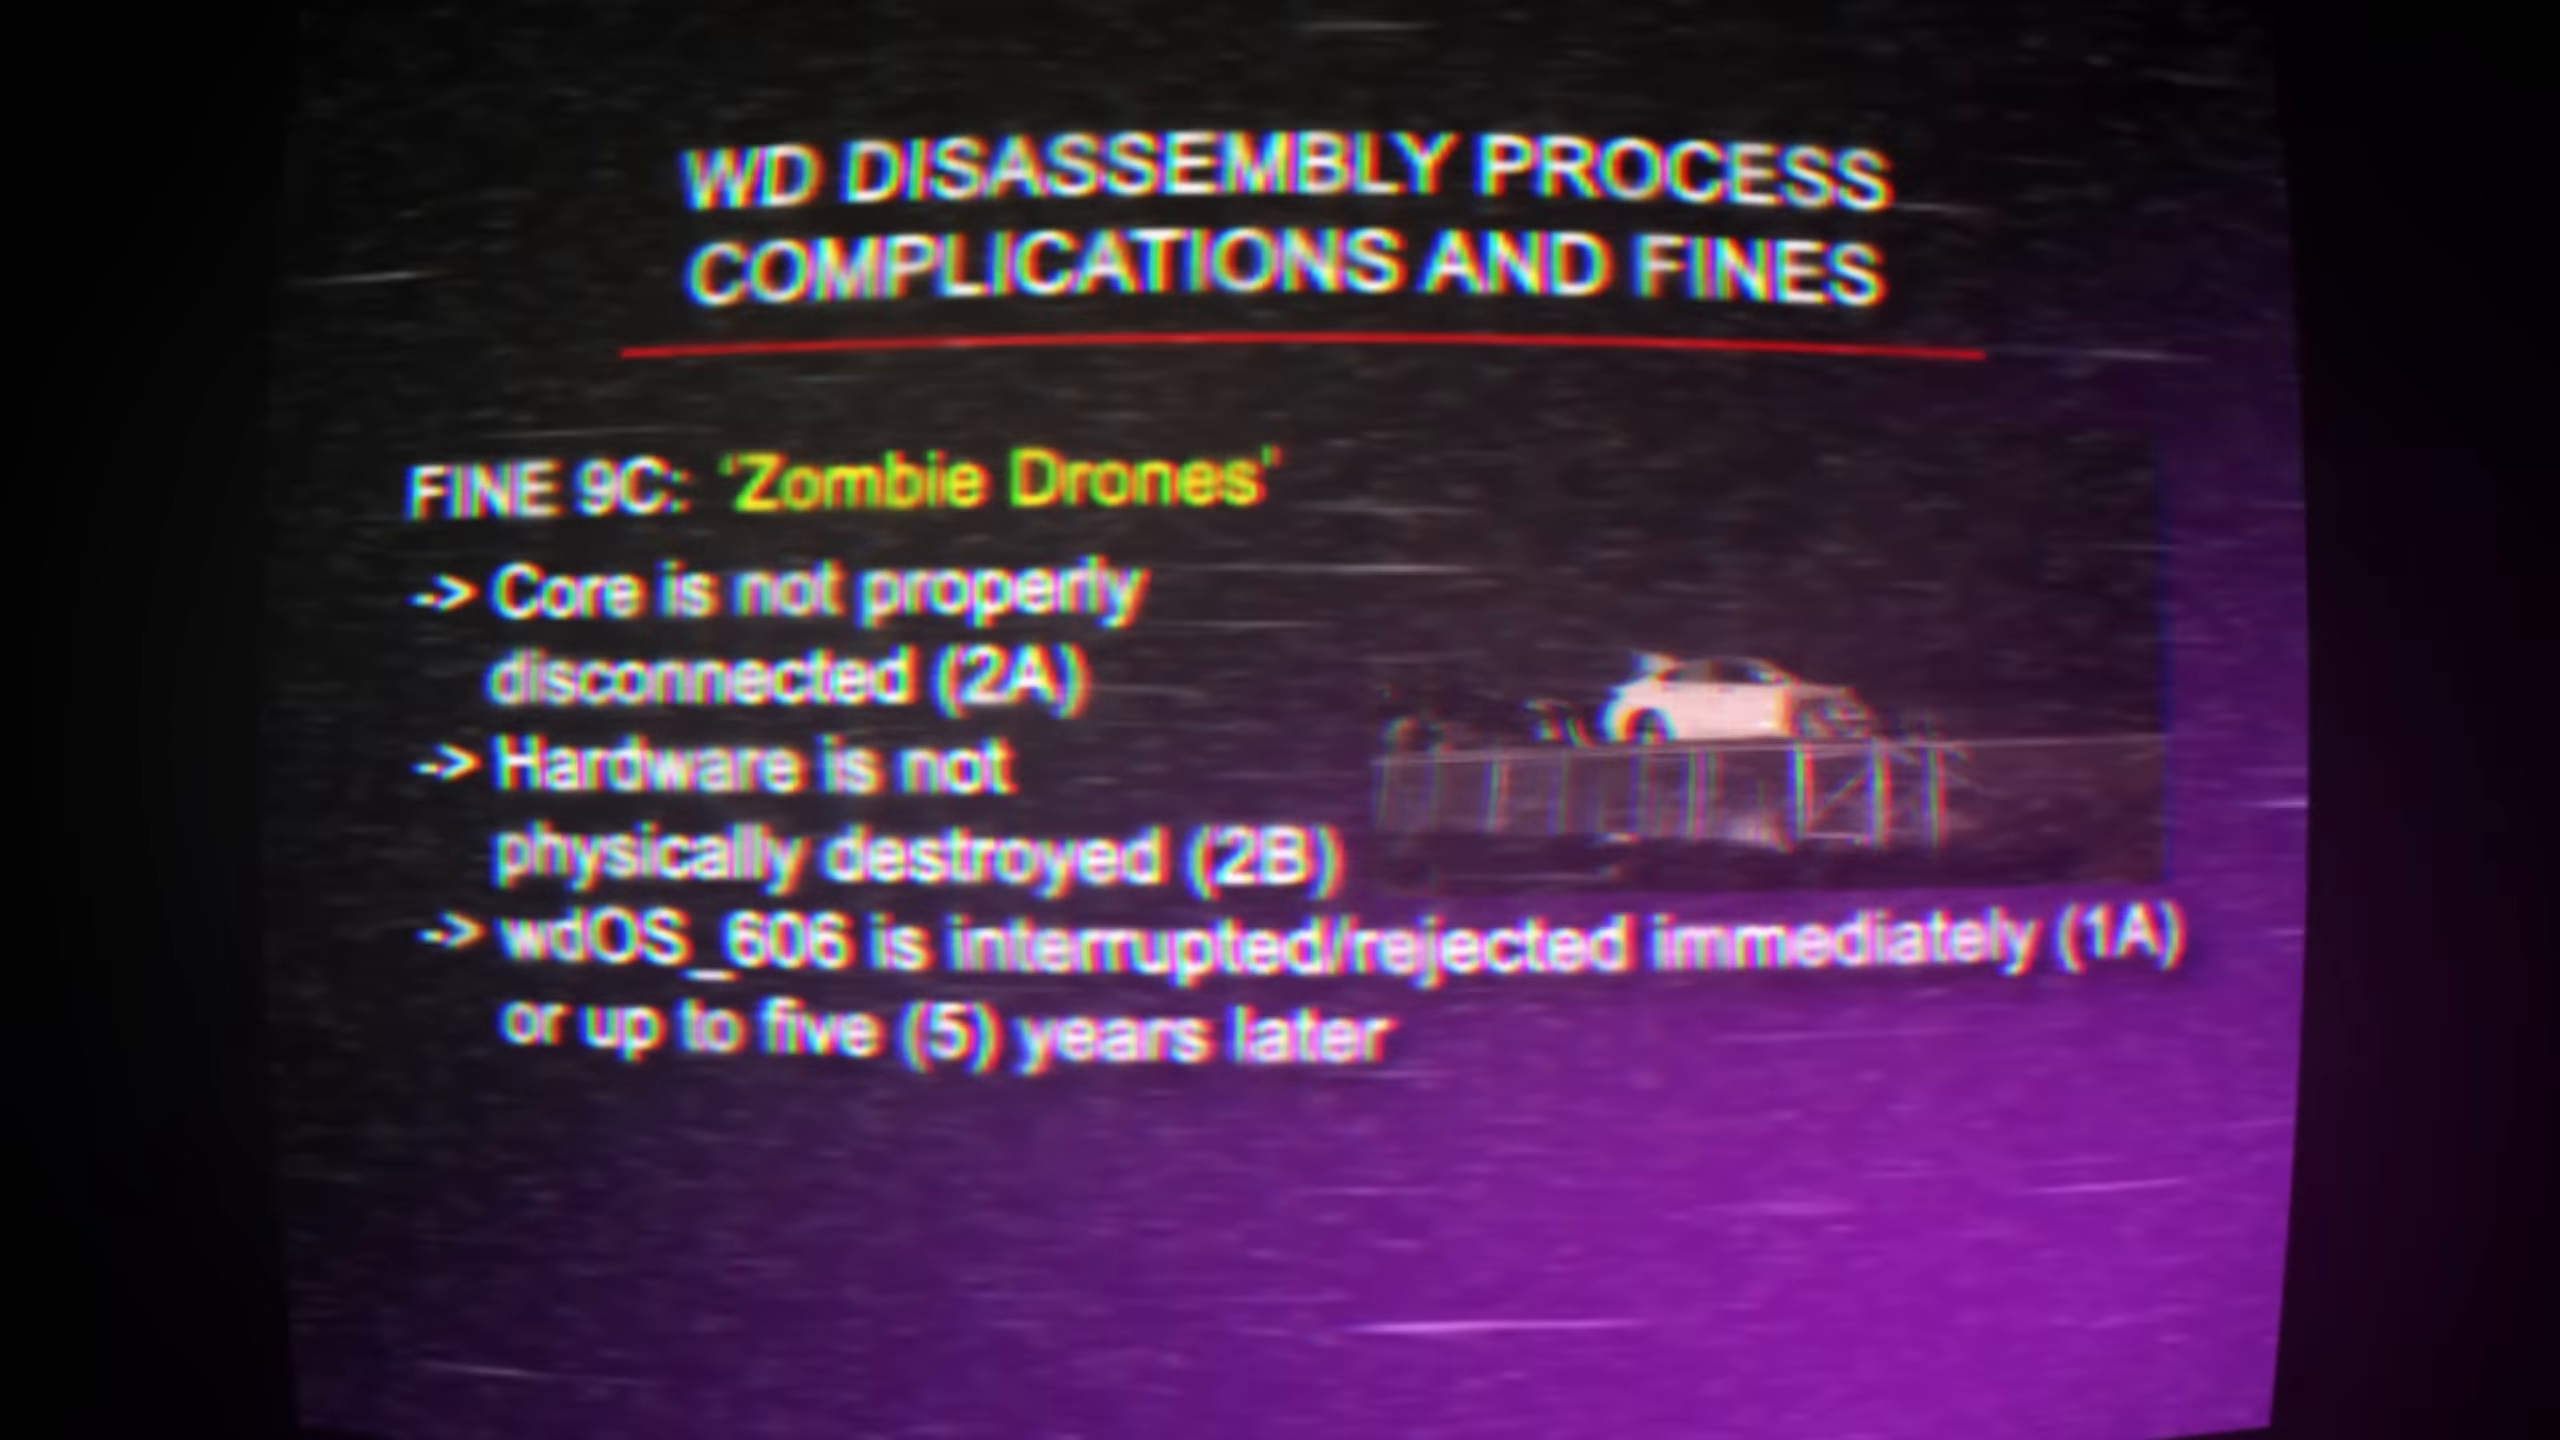 WD DISASSEMBLY PROCESS
COMPLICATIONS AND FINES
FINE 9C: 'Zombie Drones'
-> Core is not properly
disconnected (2A)
-> Hardware is not
physically destroyed (2B)
-> wdOS_606 is interrupted/rejected immediately (1A)
or up to five (5) years later